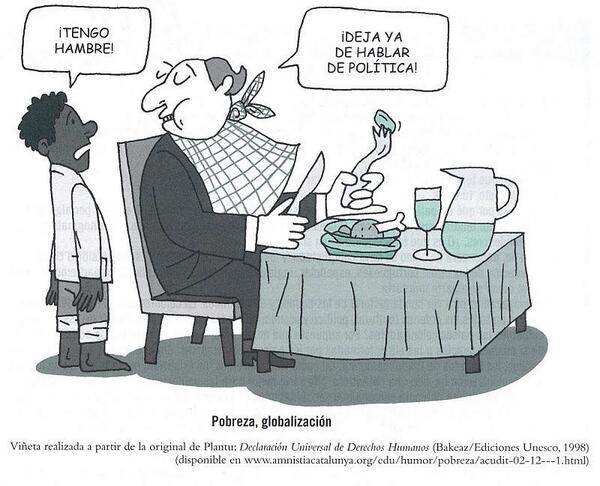 ¡TENGO
HAMBRE!
¡DEJA YA
DE HABLAR
DE POLÍTICA!
Pobreza, globalización
Viñeta realizada a partir de la original de Plantu: Declaración Universal de Derechos Humanos (Bakeaz/Ediciones Unesco, 1998)
(disponible en www.amnistiacatalunya.org/edu/humor/pobreza/acudit-02-12---1.html)